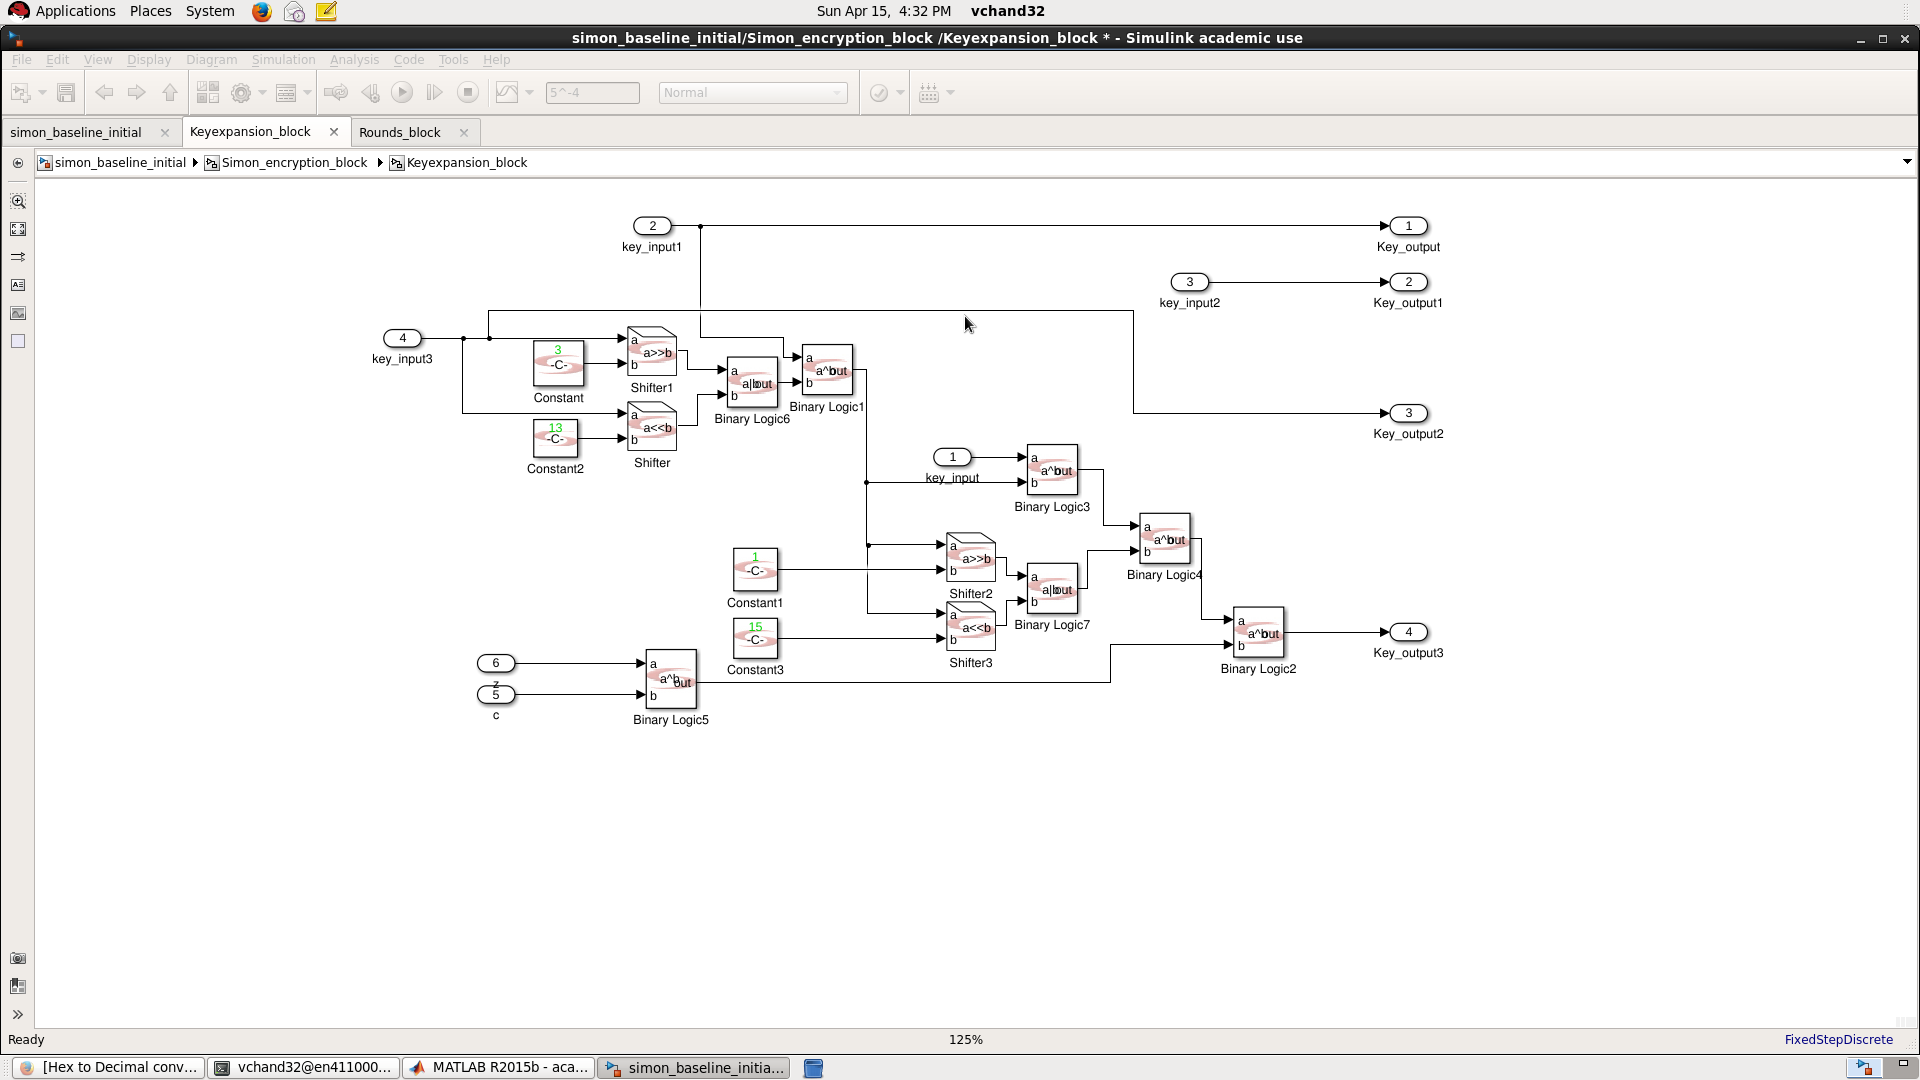 Applications Places System Sun Apr 15, 4:32 PM vchand32
simon_baseline_initial/Simon_encryption_block /Keyexpansion_block * - Simulink academic use
File Edit View Display Diagram Simulation Analysis Code Tools Help
5^-4 Normal
simon_baseline_initial Keyexpansion_block Rounds_block
simon_baseline_initial Simon_encryption_block Keyexpansion_block
2 1
key_input1 Key_output
3 2
key_input2 Key_output1
4
key_input3
3
-C-
Constant
a
a>>b
b
Shifter1
a
a|b out
b
Binary Logic6
a
a^b out
b
Binary Logic1
13
-C-
Constant2
a
a<<b
b
Shifter
3
Key_output2
1
key_input
a
a^b out
b
Binary Logic3
a
a^b out
b
Binary Logic4
1
-C-
Constant1
a
a>>b
b
Shifter2
a
a|b out
b
Binary Logic7
15
-C-
Constant3
a
a<<b
b
Shifter3
a
a^b out
b
Binary Logic2
4
Key_output3
6
z
5
c
a
a^b out
b
Binary Logic5
Ready 125% FixedStepDiscrete
[Hex to Decimal conv... vchand32@en411000... MATLAB R2015b - aca... simon_baseline_initia...